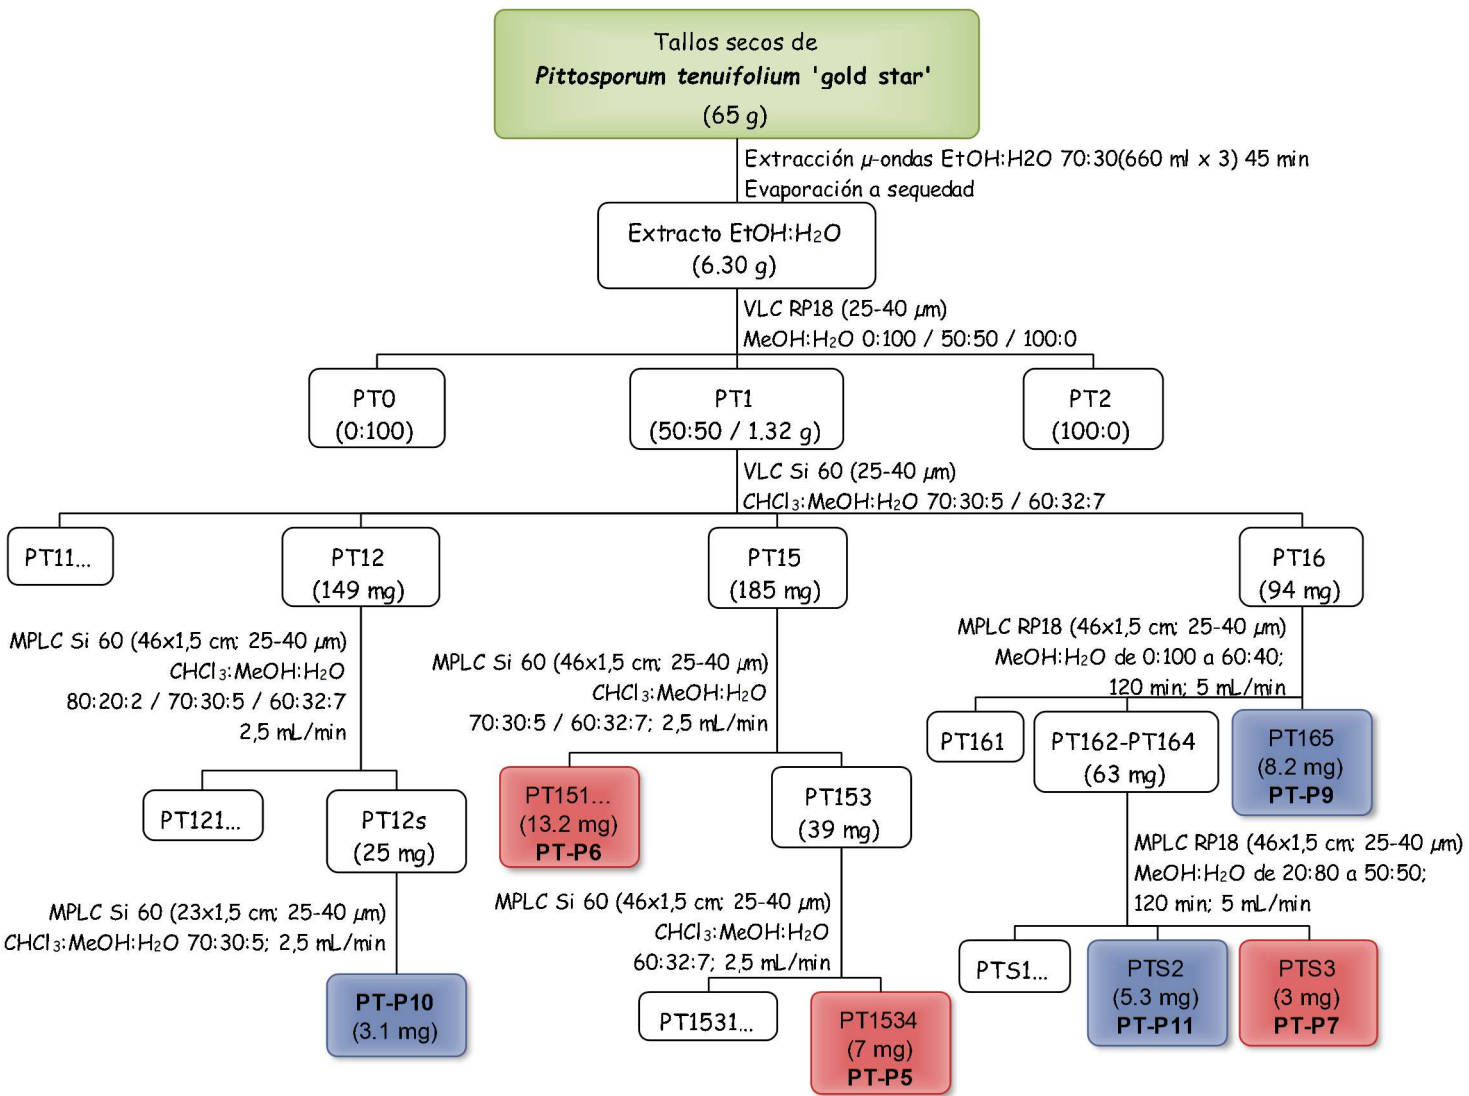 Tallos secos de
Pittosporum tenuifolium 'gold star'
(65 g)
Extracción μ-ondas EtOH:H2O 70:30(660 ml x 3) 45 min
Evaporación a sequedad
Extracto EtOH:H₂O
(6.30 g)
VLC RP18 (25-40 μm)
MeOH:H₂O 0:100 / 50:50 / 100:0
PT0
(0:100)
PT1
(50:50 / 1.32 g)
PT2
(100:0)
VLC Si 60 (25-40 μm)
CHCl₃:MeOH:H₂O 70:30:5 / 60:32:7
PT11...
PT12
(149 mg)
PT15
(185 mg)
PT16
(94 mg)
MPLC Si 60 (46x1,5 cm; 25-40 μm)
CHCl₃:MeOH:H₂O
80:20:2 / 70:30:5 / 60:32:7
2,5 mL/min
MPLC Si 60 (46x1,5 cm; 25-40 μm)
CHCl₃:MeOH:H₂O
70:30:5 / 60:32:7; 2,5 mL/min
MPLC RP18 (46x1,5 cm; 25-40 μm)
MeOH:H₂O de 0:100 a 60:40;
120 min; 5 mL/min
PT121...
PT12s
(25 mg)
PT151...
(13.2 mg)
PT-P6
PT153
(39 mg)
PT161
PT162-PT164
(63 mg)
PT165
(8.2 mg)
PT-P9
MPLC Si 60 (23x1,5 cm; 25-40 μm)
CHCl₃:MeOH:H₂O 70:30:5; 2,5 mL/min
MPLC Si 60 (46x1,5 cm; 25-40 μm)
CHCl₃:MeOH:H₂O
60:32:7; 2,5 mL/min
MPLC RP18 (46x1,5 cm; 25-40 μm)
MeOH:H₂O de 20:80 a 50:50;
120 min; 5 mL/min
PT-P10
(3.1 mg)
PT1531...
PT1534
(7 mg)
PT-P5
PTS1...
PTS2
(5.3 mg)
PT-P11
PTS3
(3 mg)
PT-P7